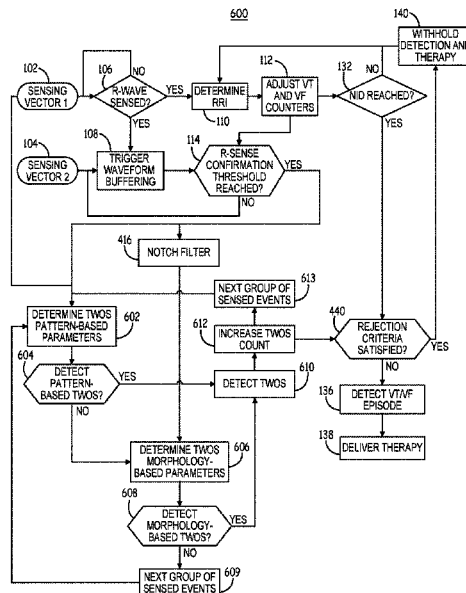 600
140
WITHHOLD
DETECTION AND
THERAPY
102
SENSING
VECTOR 1
106
R-WAVE
SENSED?
NO
YES
YES
DETERMINE
RRI
110
112
ADJUST VT
AND VF
COUNTERS
132
NO
NID REACHED?
YES
104
SENSING
VECTOR 2
108
TRIGGER
WAVEFORM
BUFFERING
114
R-SENSE
CONFIRMATION
THRESHOLD
REACHED?
YES
NO
416
NOTCH FILTER
NEXT GROUP OF
SENSED EVENTS
613
DETERMINE TWOS
PATTERN-BASED
PARAMETERS
602
612
INCREASE TWOS
COUNT
440
REJECTION
CRITERIA
SATISFIED?
YES
NO
604
DETECT
PATTERN-
BASED TWOS?
YES
NO
DETECT TWOS
610
136
DETECT VT/VF
EPISODE
138
DELIVER THERAPY
DETERMINE TWOS
MORPHOLOGY-
BASED PARAMETERS
606
608
DETECT
MORPHOLOGY-
BASED TWOS?
YES
NO
NEXT GROUP OF
SENSED EVENTS
609